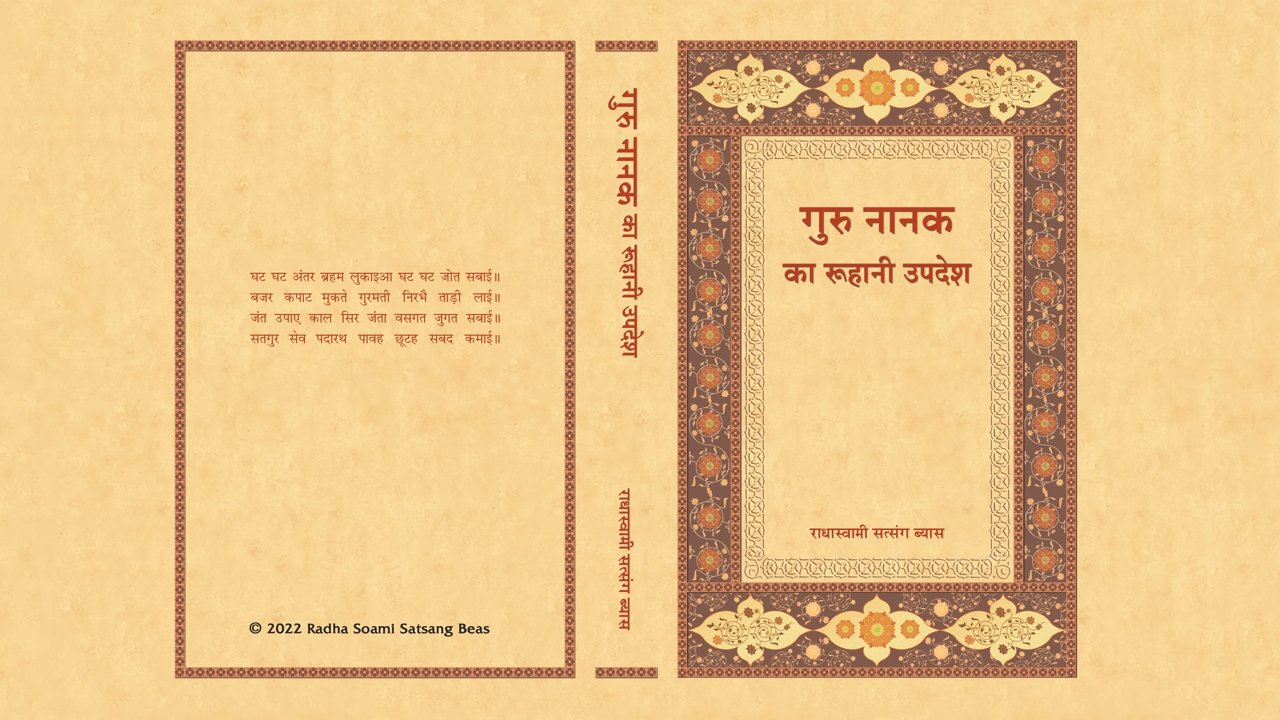 घट घट अंतर ब्रहम लुकाइआ घट घट जोत सबाई॥
बजर कपाट मुकते गुरमती निरभै ताड़ी लाई॥
जंत उपाए काल सिर जंता वसगत जुगत सबाई॥
सतगुर सेव पदारथ पावह छूटह सबद कमाई॥
© 2022 Radha Soami Satsang Beas
गुरु नानक का रूहानी उपदेश
राधास्वामी सत्संग ब्यास
गुरु नानक
का रूहानी उपदेश
राधास्वामी सत्संग ब्यास